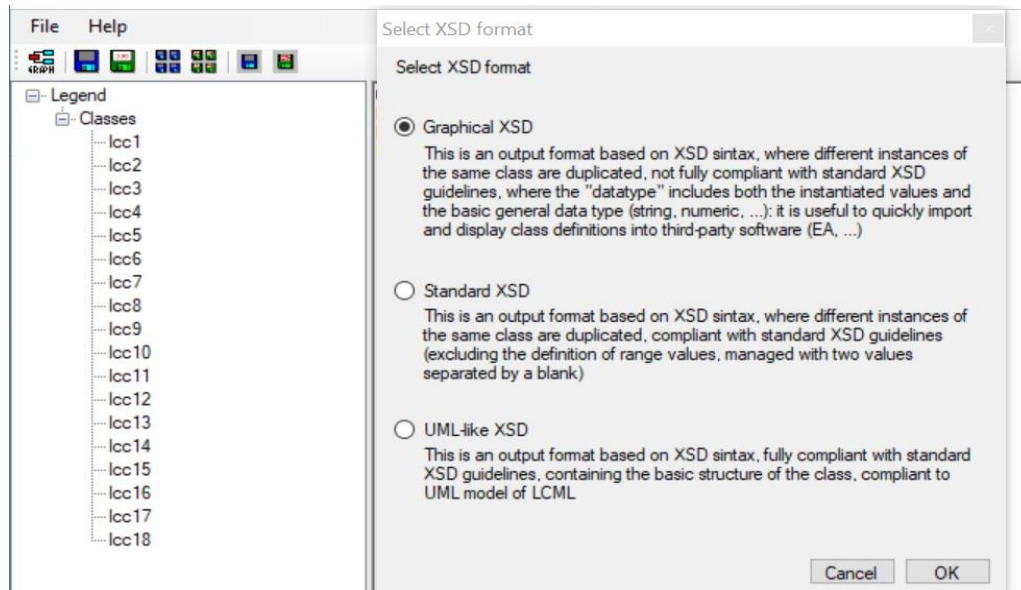 File Help
GRAPH
Legend
Classes
lcc1
lcc2
lcc3
lcc4
lcc5
lcc6
lcc7
lcc8
lcc9
lcc10
lcc11
lcc12
lcc13
lcc14
lcc15
lcc16
lcc17
lcc18
Select XSD format
Select XSD format
Graphical XSD
This is an output format based on XSD sintax, where different instances of
the same class are duplicated, not fully compliant with standard XSD
guidelines, where the "datatype" includes both the instantiated values and
the basic general data type (string, numeric, ...): it is useful to quickly import
and display class definitions into third-party software (EA, ...)
Standard XSD
This is an output format based on XSD sintax, where different instances of
the same class are duplicated, compliant with standard XSD guidelines
(excluding the definition of range values, managed with two values
separated by a blank)
UML-like XSD
This is an output format based on XSD sintax, fully compliant with standard
XSD guidelines, containing the basic structure of the class, compliant to
UML model of LCML
Cancel OK